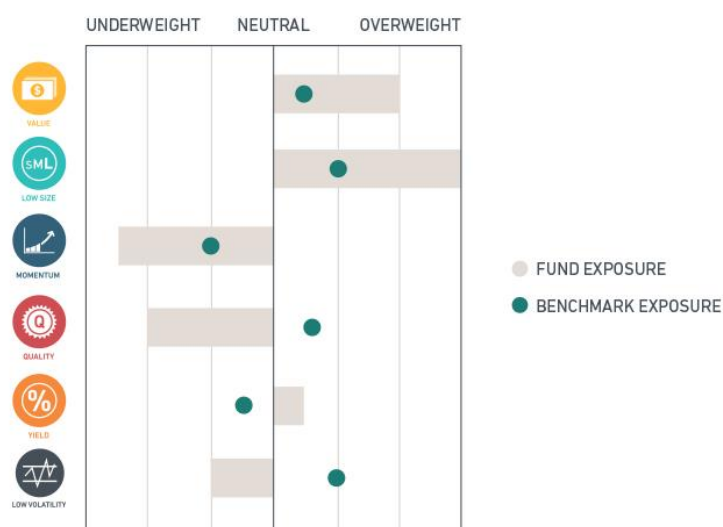 UNDERWEIGHT NEUTRAL OVERWEIGHT
$
VALUE
SML
LOW SIZE
MOMENTUM
Q
QUALITY
%
YIELD
LOW VOLATILITY
FUND EXPOSURE
BENCHMARK EXPOSURE